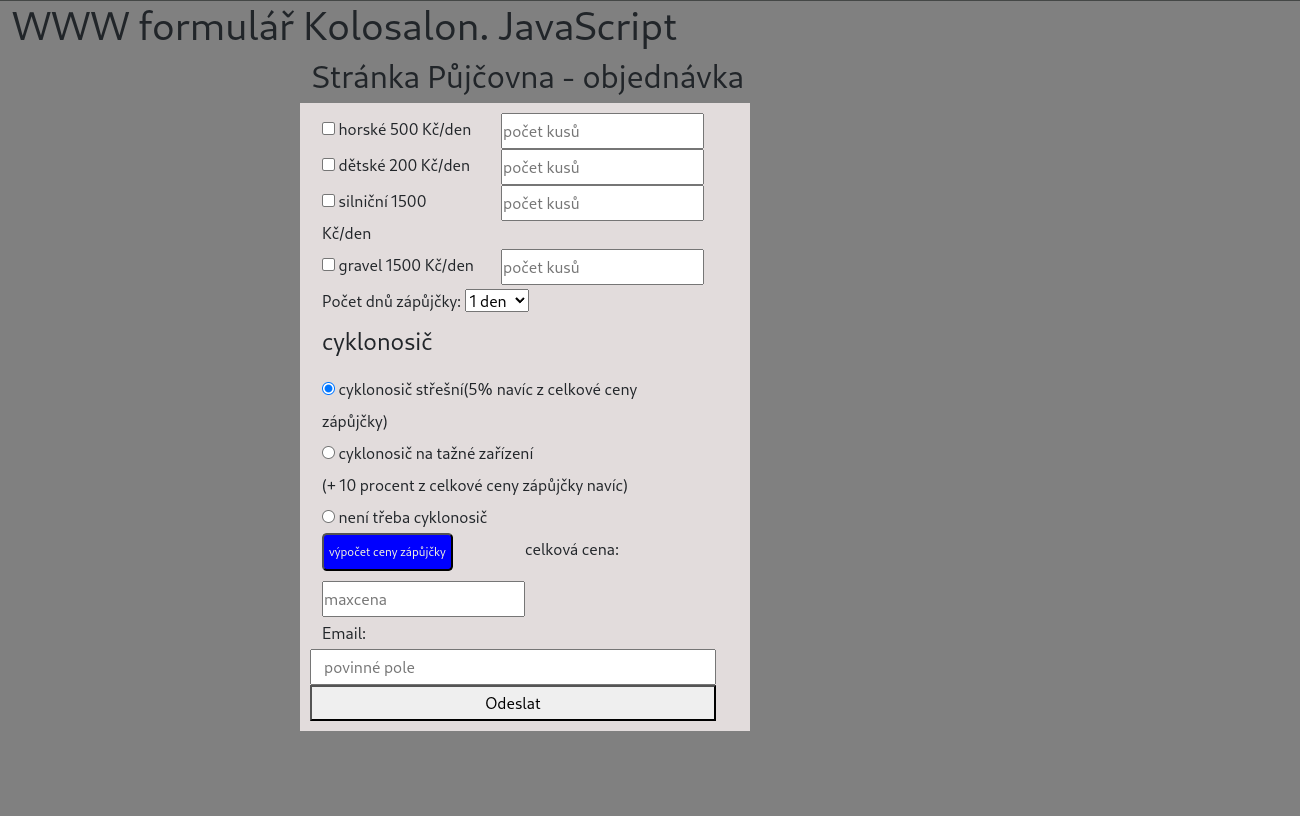 WWW formulář Kolosalon. JavaScript
Stránka Půjčovna - objednávka
horské 500 Kč/den počet kusů
dětské 200 Kč/den počet kusů
silniční 1500 počet kusů
Kč/den
gravel 1500 Kč/den počet kusů
Počet dnů zápůjčky: 1 den
cyklonosič
cyklonosič střešní(5% navíc z celkové ceny
zápůjčky)
cyklonosič na tažné zařízení
(+ 10 procent z celkové ceny zápůjčky navíc)
není třeba cyklonosič
výpočet ceny zápůjčky celková cena:
maxcena
Email:
povinné pole
Odeslat